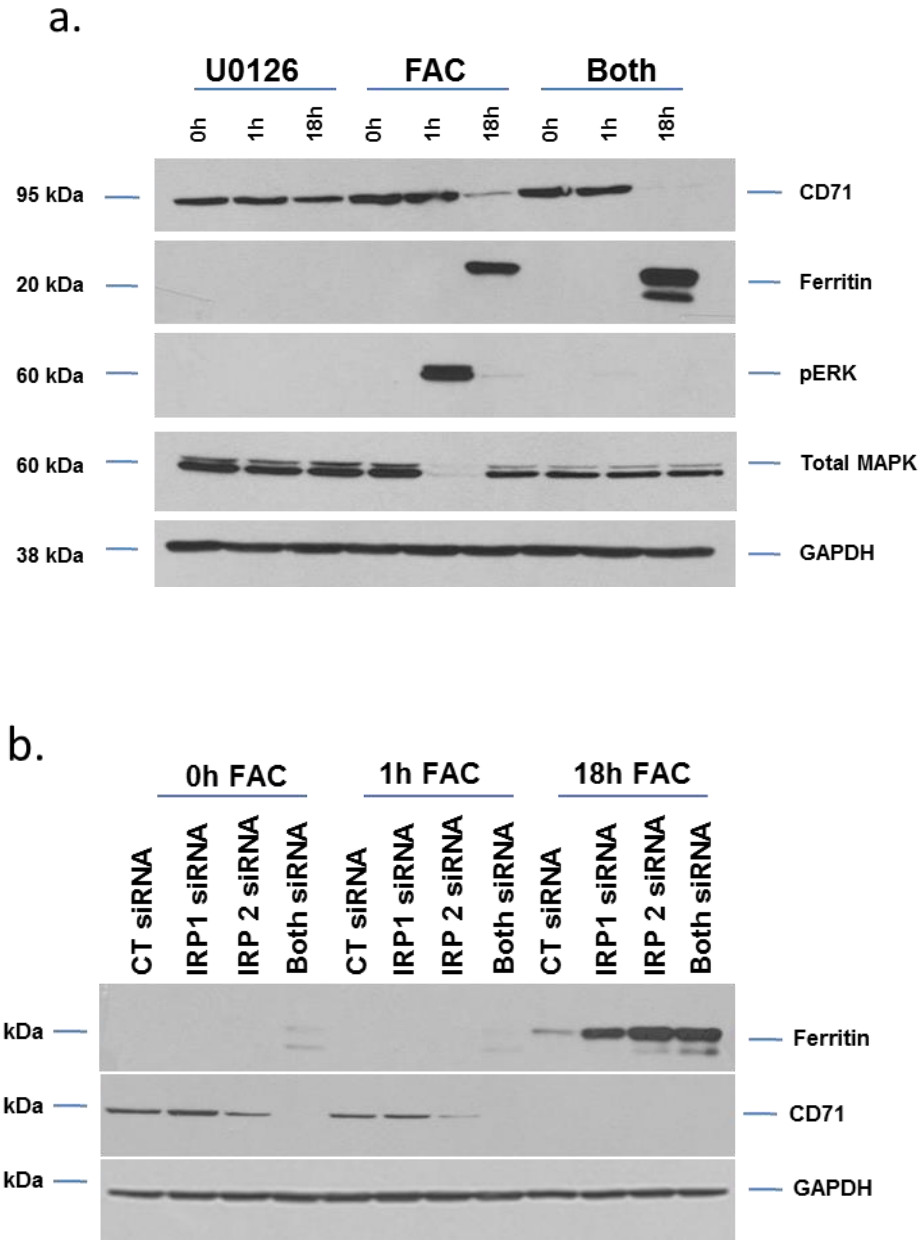 a.
U0126 FAC Both
0h 1h 18h 0h 1h 18h 0h 1h 18h
95 kDa CD71
20 kDa Ferritin
60 kDa pERK
60 kDa Total MAPK
38 kDa GAPDH
b.
0h FAC 1h FAC 18h FAC
CT siRNA IRP1 siRNA IRP 2 siRNA Both siRNA CT siRNA IRP1 siRNA IRP 2 siRNA Both siRNA CT siRNA IRP1 siRNA IRP 2 siRNA Both siRNA
kDa Ferritin
kDa CD71
kDa GAPDH